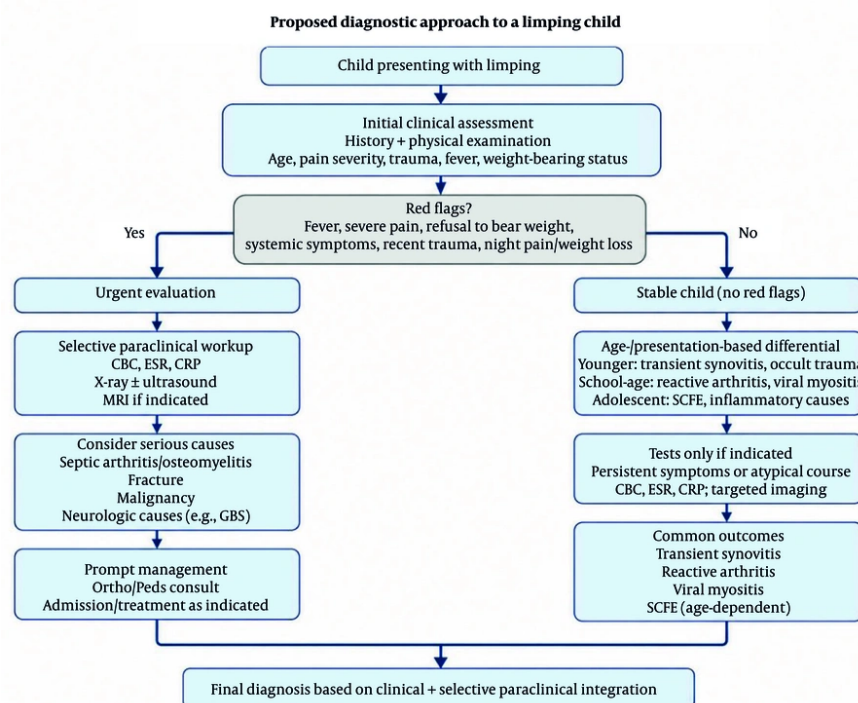 Proposed diagnostic approach to a limping child
Child presenting with limping
Initial clinical assessment
History + physical examination
Age, pain severity, trauma, fever, weight-bearing status
Red flags?
Fever, severe pain, refusal to bear weight,
systemic symptoms, recent trauma, night pain/weight loss
Yes
No
Urgent evaluation
Selective paraclinical workup
CBC, ESR, CRP
X-ray ± ultrasound
MRI if indicated
Consider serious causes
Septic arthritis/osteomyelitis
Fracture
Malignancy
Neurologic causes (e.g., GBS)
Prompt management
Ortho/Peds consult
Admission/treatment as indicated
Stable child (no red flags)
Age-/presentation-based differential
Younger: transient synovitis, occult trauma
School-age: reactive arthritis, viral myositis
Adolescent: SCFE, inflammatory causes
Tests only if indicated
Persistent symptoms or atypical course
CBC, ESR, CRP; targeted imaging
Common outcomes
Transient synovitis
Reactive arthritis
Viral myositis
SCFE (age-dependent)
Final diagnosis based on clinical + selective paraclinical integration